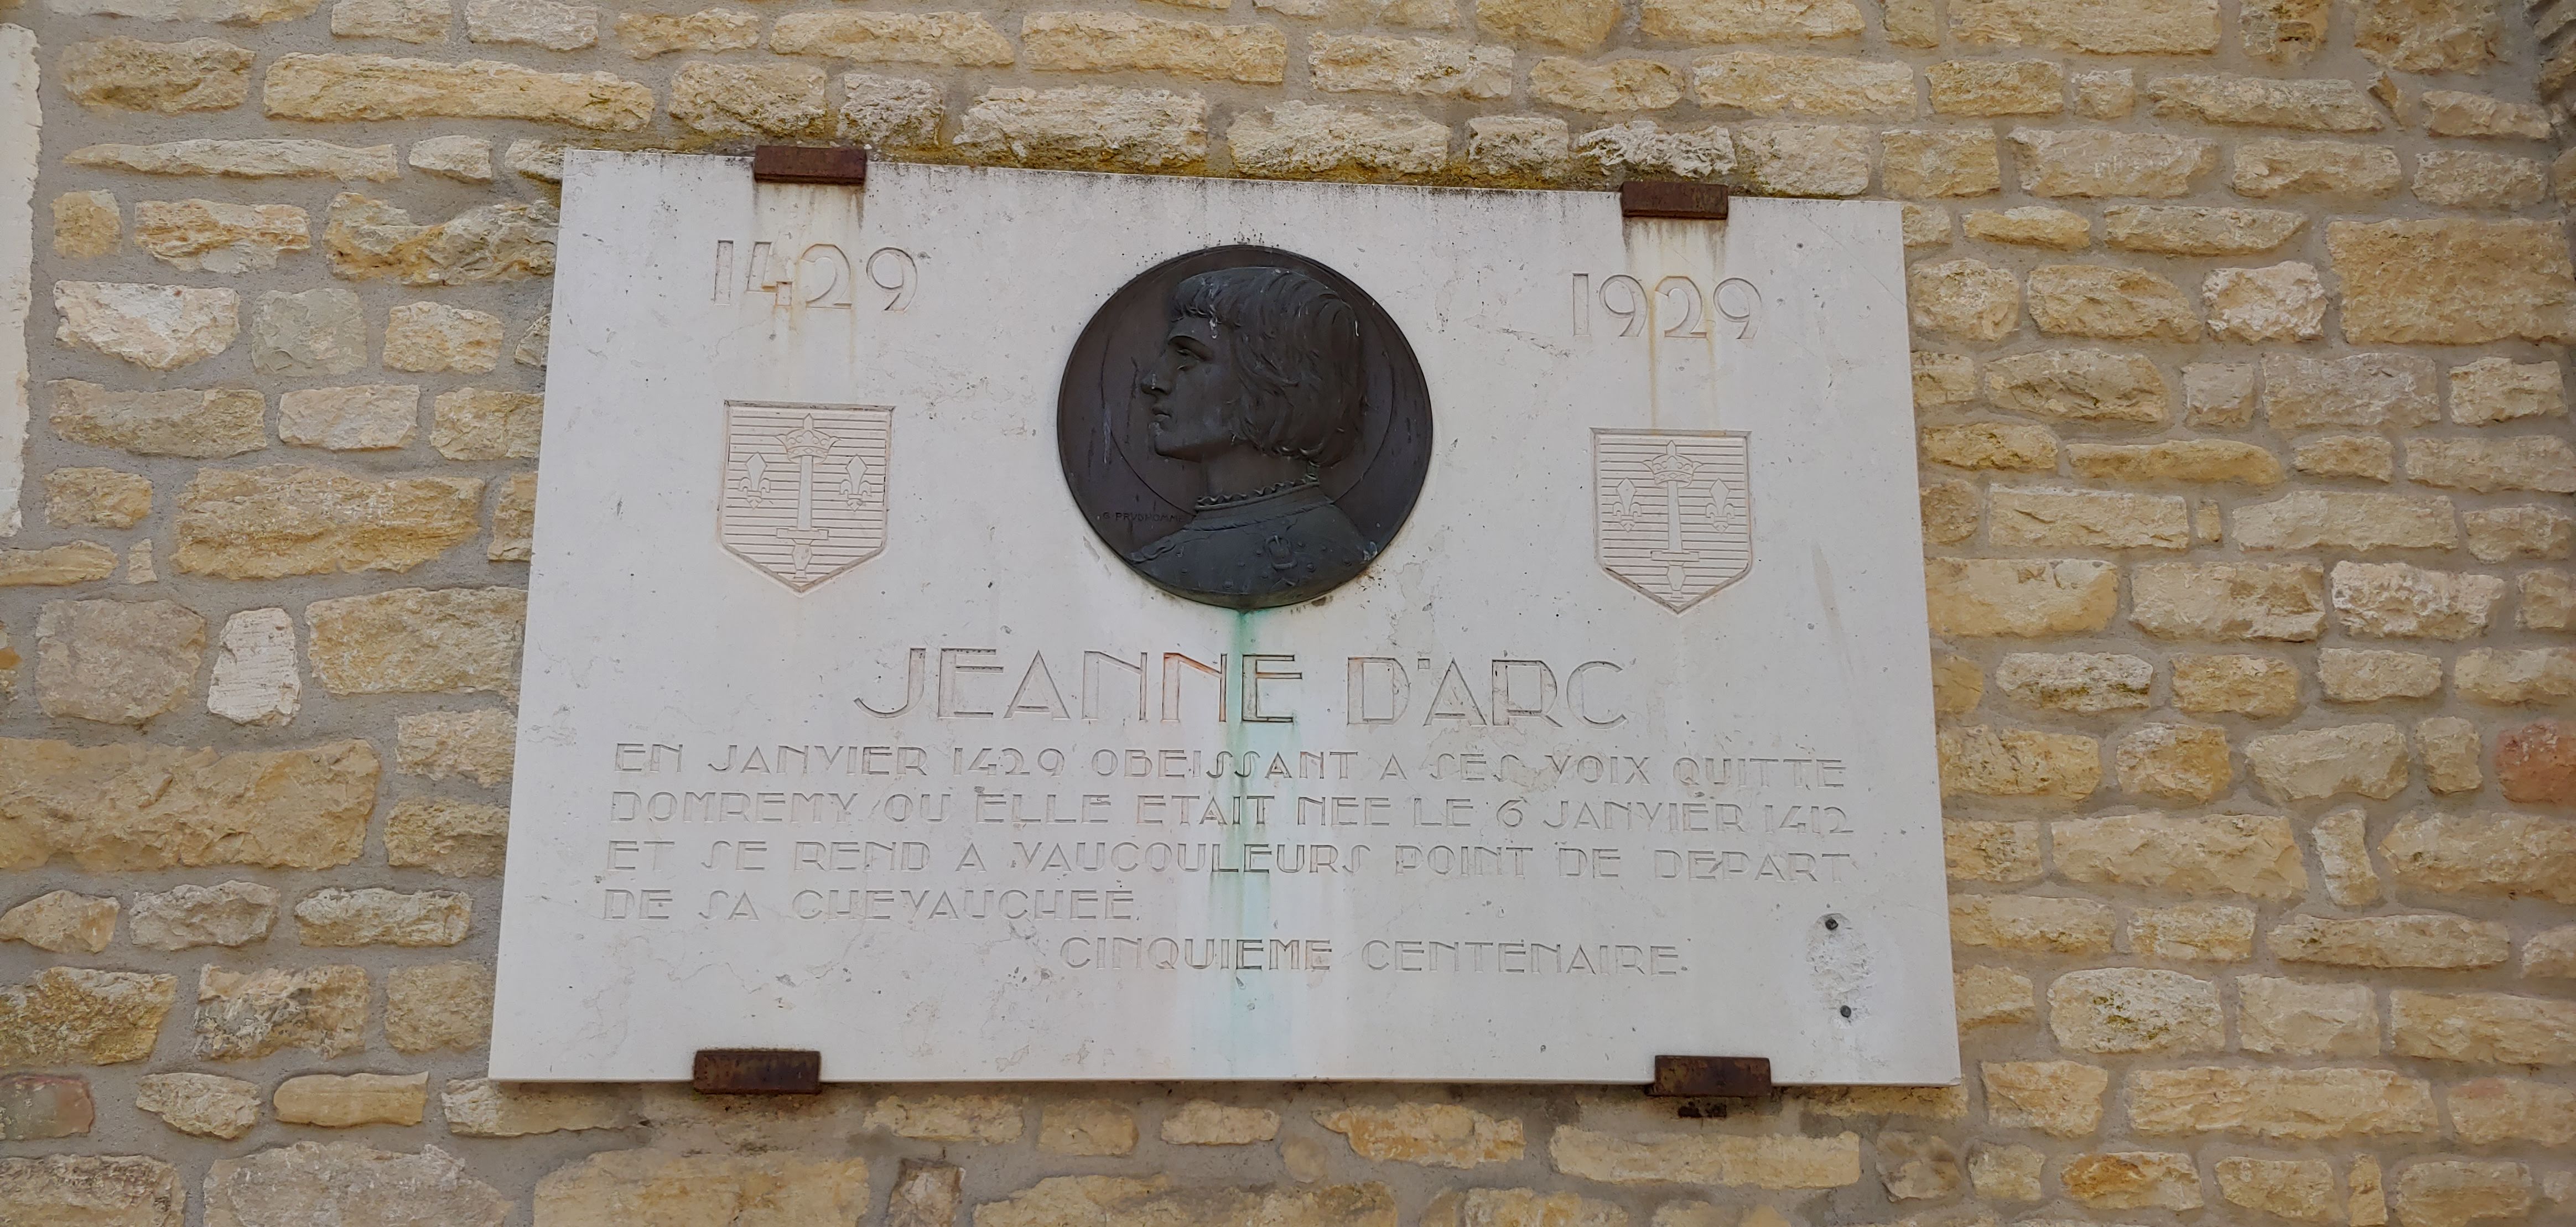 1429
1929
G. PRUDHOMME
JEANNE D'ARC
EN JANVIER 1429 OBEISSANT A SES VOIX QUITTE
DOMREMY OU ELLE ETAIT NEE LE 6 JANVIER 1412
ET SE REND A VAUCOULEURS POINT DE DEPART
DE SA CHEVAUCHEE
CINQUIEME CENTENAIRE